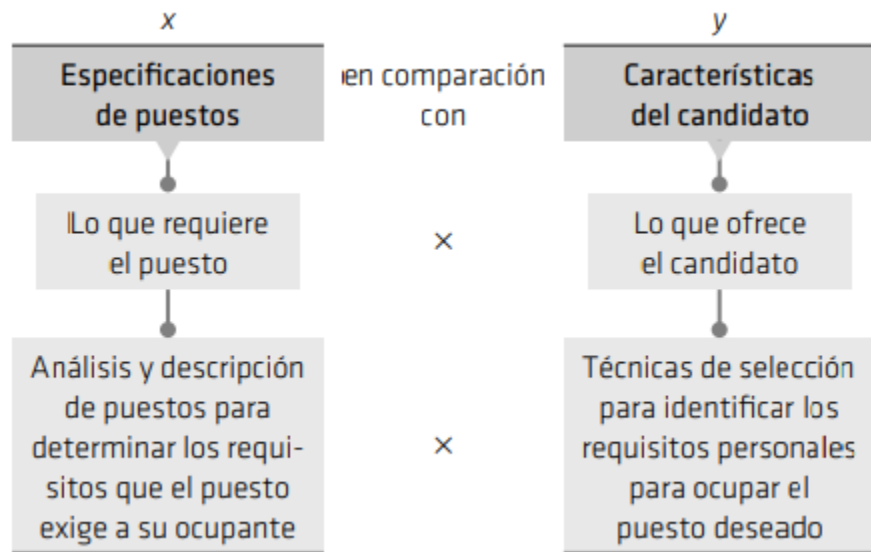 x
Especificaciones
de puestos
en comparación
con
y
Características
del candidato
Lo que requiere
el puesto
×
Lo que ofrece
el candidato
Análisis y descripción
de puestos para
determinar los requi-
sitos que el puesto
exige a su ocupante
×
Técnicas de selección
para identificar los
requisitos personales
para ocupar el
puesto deseado